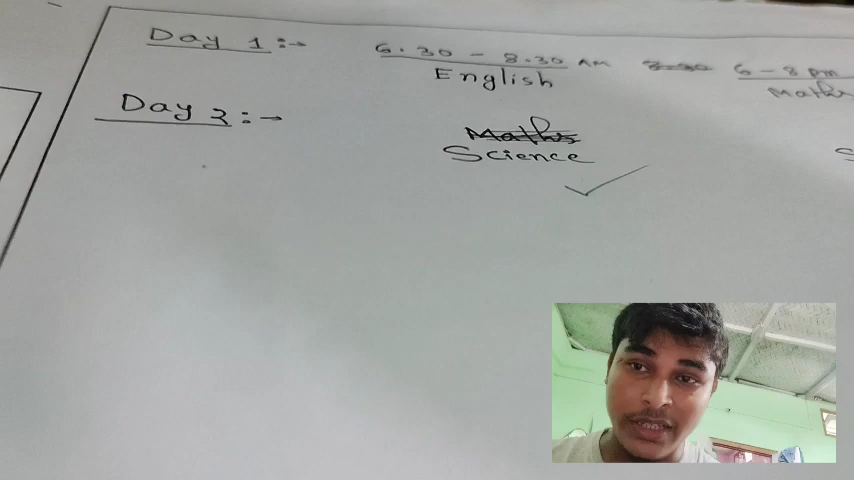 Day 1:→ 6.30 - 8.30 AM 6-8 pm
English Maths
Day 2:→
Science